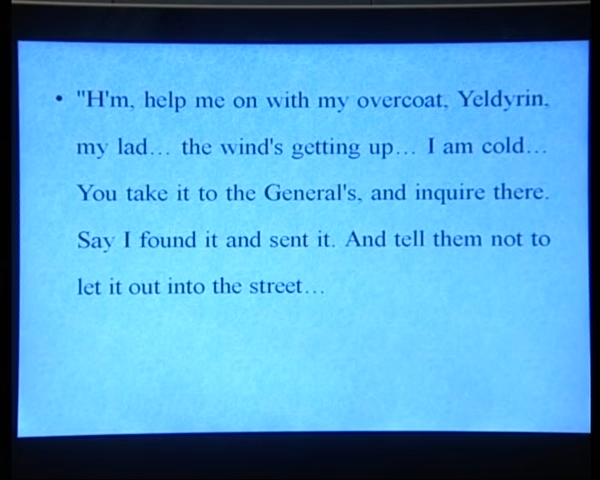 • "H'm, help me on with my overcoat, Yeldyrin,
my lad... the wind's getting up... I am cold...
You take it to the General's, and inquire there.
Say I found it and sent it. And tell them not to
let it out into the street...